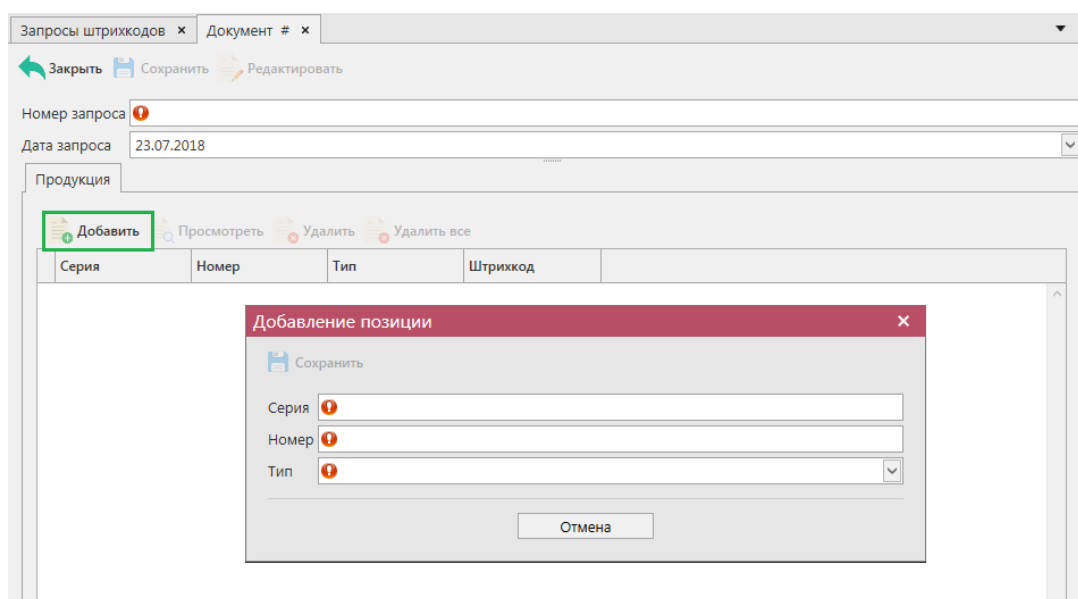 Запросы штрихкодов × Документ # ×
Закрыть Сохранить Редактировать
Номер запроса
Дата запроса 23.07.2018
Продукция
Добавить Просмотреть Удалить Удалить все
Серия Номер Тип Штрихкод
Добавление позиции ×
Сохранить
Серия
Номер
Тип
Отмена